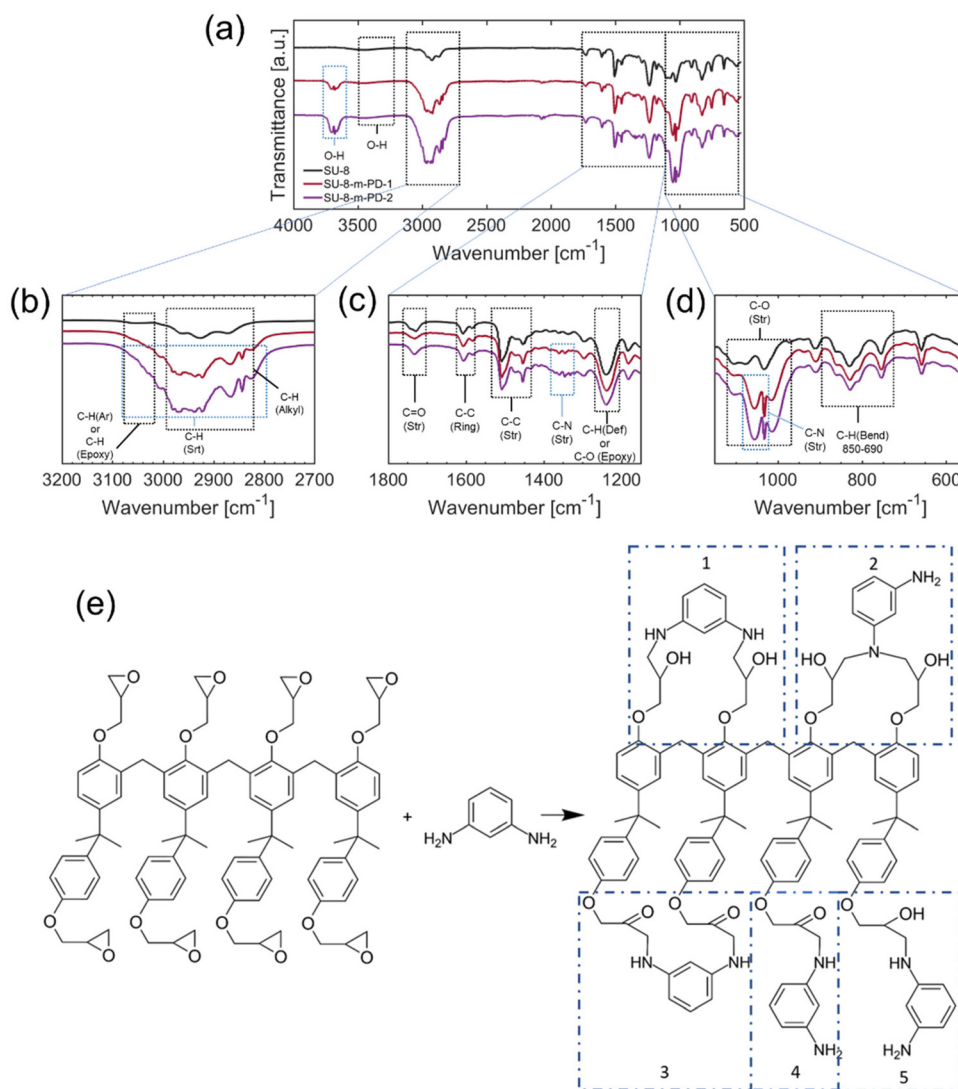 (a)
Transmittance [a.u.]
O-H
O-H
SU-8
SU-8-m-PD-1
SU-8-m-PD-2
4000 3500 3000 2500 2000 1500 1000 500
Wavenumber [cm-1]
(b)
C-H(Ar)
or
C-H
(Epoxy)
C-H
(Srt)
C-H
(Alkyl)
3200 3100 3000 2900 2800 2700
Wavenumber [cm-1]
(c)
C=O
(Str)
C-C
(Ring)
C-C
(Str)
C-N
(Str)
C-H(Def)
or
C-O (Epoxy)
1800 1600 1400 1200
Wavenumber [cm-1]
(d)
C-O
(Str)
C-N
(Str)
C-H(Bend)
850-690
1000 800 600
Wavenumber [cm-1]
(e)
O O O O
O O O O
+
H2N NH2
O O O O
O O O O
1
NH HN
OH OH
2
NH2
N
HO OH
O O O O
O O O O
O O O OH
NH HN NH HN
NH2 H2N
3 4 5